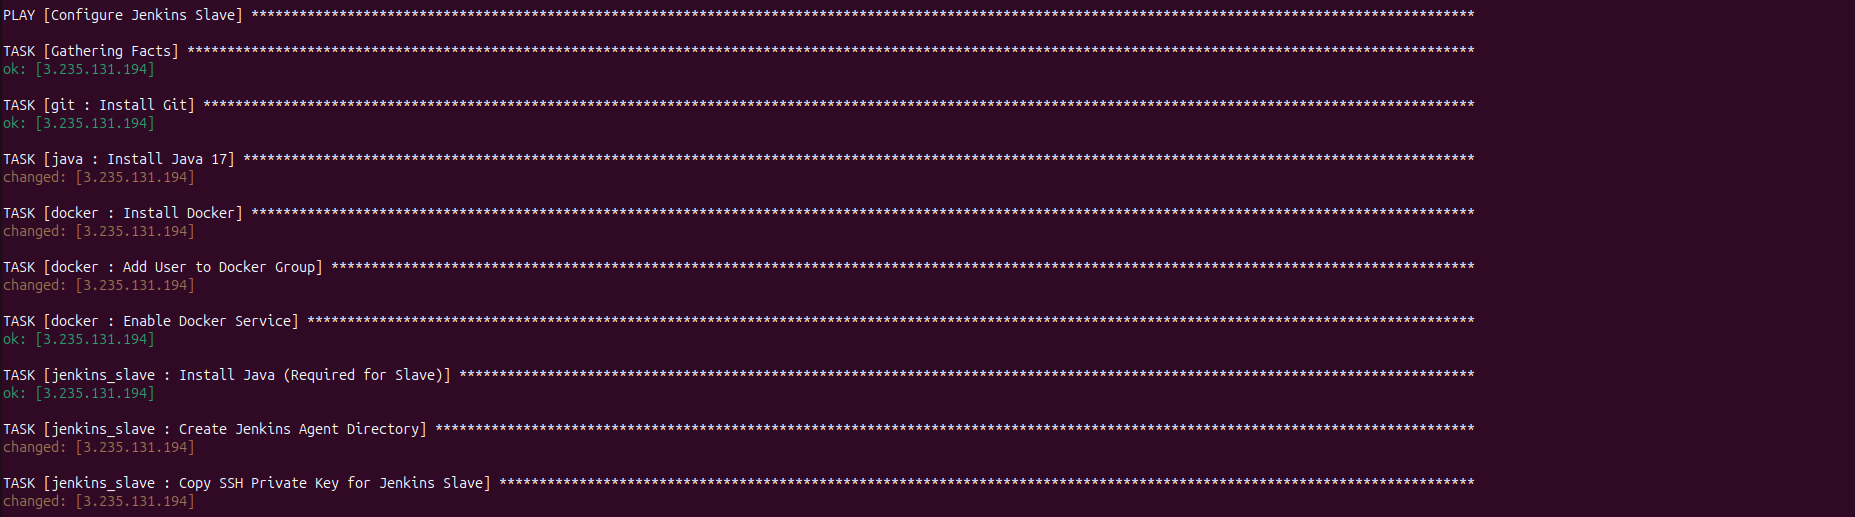 PLAY [Configure Jenkins Slave] *********************************************************************************************************************************************************
TASK [Gathering Facts] *****************************************************************************************************************************************************************
ok: [3.235.131.194]
TASK [git : Install Git] ***************************************************************************************************************************************************************
ok: [3.235.131.194]
TASK [java : Install Java 17] **********************************************************************************************************************************************************
changed: [3.235.131.194]
TASK [docker : Install Docker] *********************************************************************************************************************************************************
changed: [3.235.131.194]
TASK [docker : Add User to Docker Group] ***********************************************************************************************************************************************
changed: [3.235.131.194]
TASK [docker : Enable Docker Service] **************************************************************************************************************************************************
ok: [3.235.131.194]
TASK [jenkins_slave : Install Java (Required for Slave)] *******************************************************************************************************************************
ok: [3.235.131.194]
TASK [jenkins_slave : Create Jenkins Agent Directory] **********************************************************************************************************************************
changed: [3.235.131.194]
TASK [jenkins_slave : Copy SSH Private Key for Jenkins Slave] **************************************************************************************************************************
changed: [3.235.131.194]